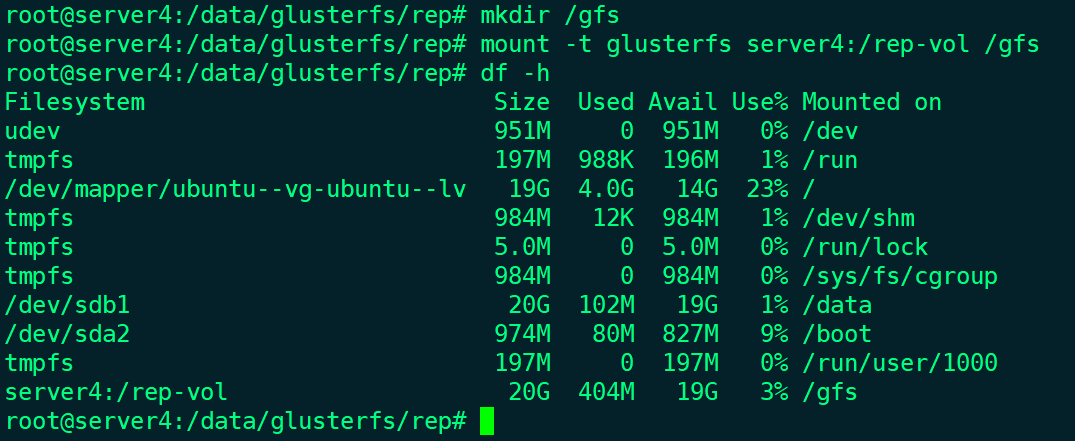 root@server4:/data/glusterfs/rep# mkdir /gfs
root@server4:/data/glusterfs/rep# mount -t glusterfs server4:/rep-vol /gfs
root@server4:/data/glusterfs/rep# df -h
Filesystem                         Size  Used Avail Use% Mounted on
udev                               951M     0  951M   0% /dev
tmpfs                              197M  988K  196M   1% /run
/dev/mapper/ubuntu--vg-ubuntu--lv   19G  4.0G   14G  23% /
tmpfs                              984M   12K  984M   1% /dev/shm
tmpfs                              5.0M     0  5.0M   0% /run/lock
tmpfs                              984M     0  984M   0% /sys/fs/cgroup
/dev/sdb1                           20G  102M   19G   1% /data
/dev/sda2                          974M   80M  827M   9% /boot
tmpfs                              197M     0  197M   0% /run/user/1000
server4:/rep-vol                    20G  404M   19G   3% /gfs
root@server4:/data/glusterfs/rep#